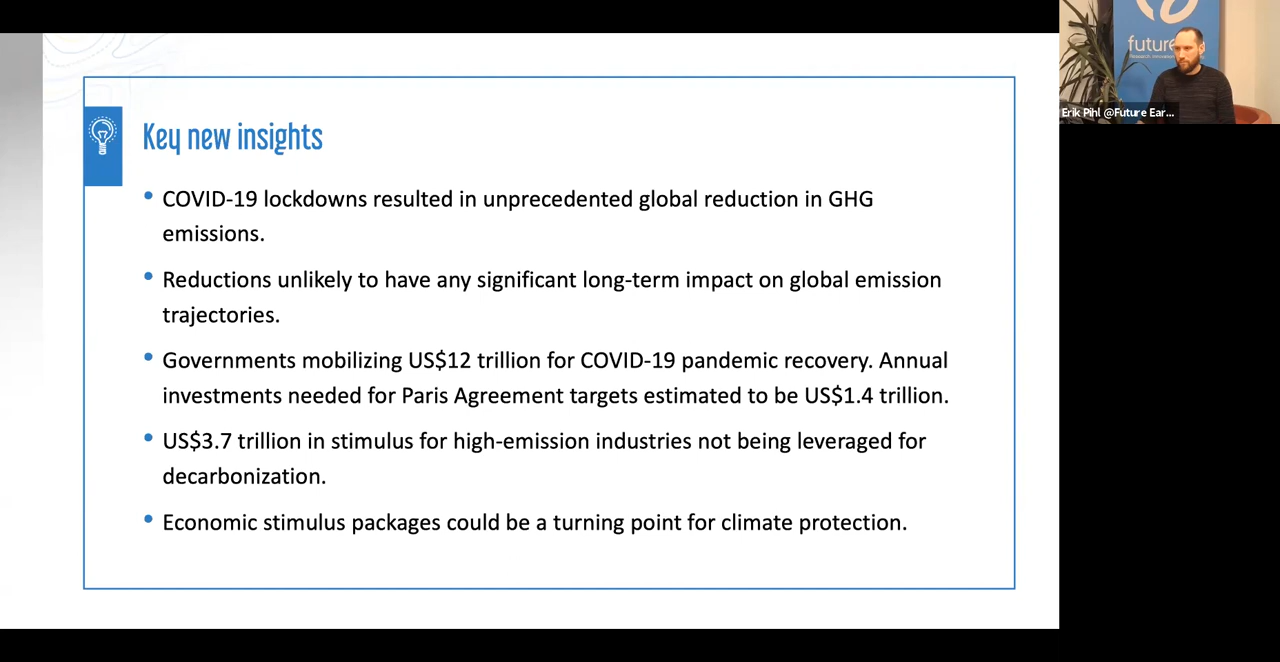 Key new insights
• COVID-19 lockdowns resulted in unprecedented global reduction in GHG
emissions.
• Reductions unlikely to have any significant long-term impact on global emission
trajectories.
• Governments mobilizing US$12 trillion for COVID-19 pandemic recovery. Annual
investments needed for Paris Agreement targets estimated to be US$1.4 trillion.
• US$3.7 trillion in stimulus for high-emission industries not being leveraged for
decarbonization.
• Economic stimulus packages could be a turning point for climate protection.
future
Erik Pihl @Future Ear...